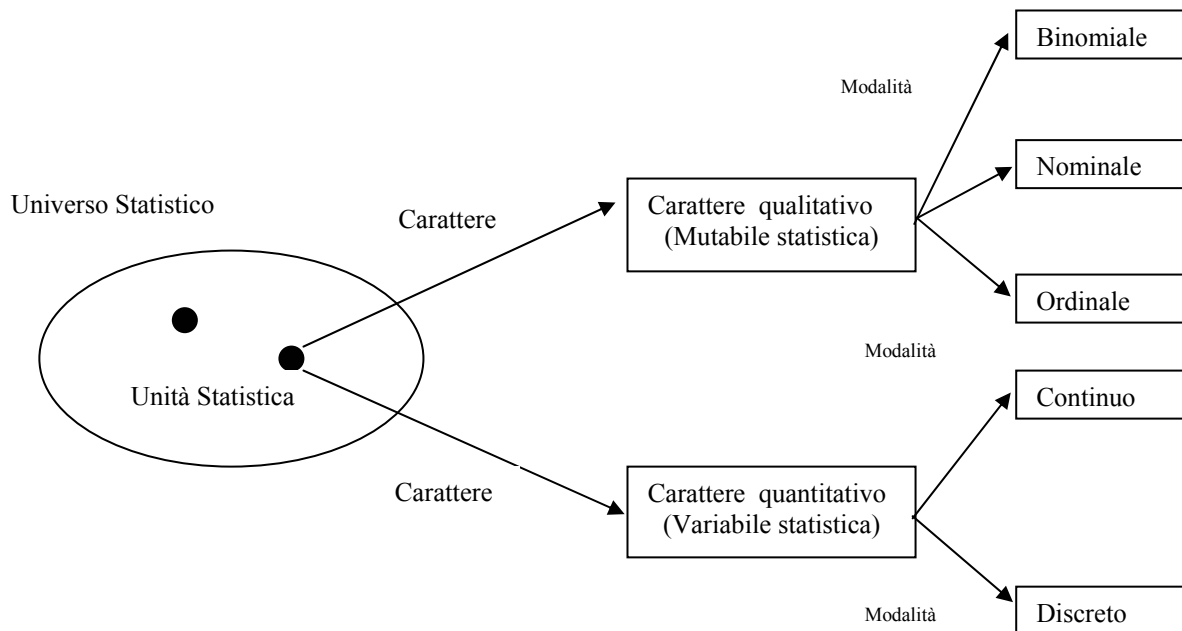 Binomiale
Modalità
Nominale
Universo Statistico
Carattere
Carattere qualitativo
(Mutabile statistica)
Ordinale
Modalità
Unità Statistica
Continuo
Carattere
Carattere quantitativo
(Variabile statistica)
Modalità
Discreto